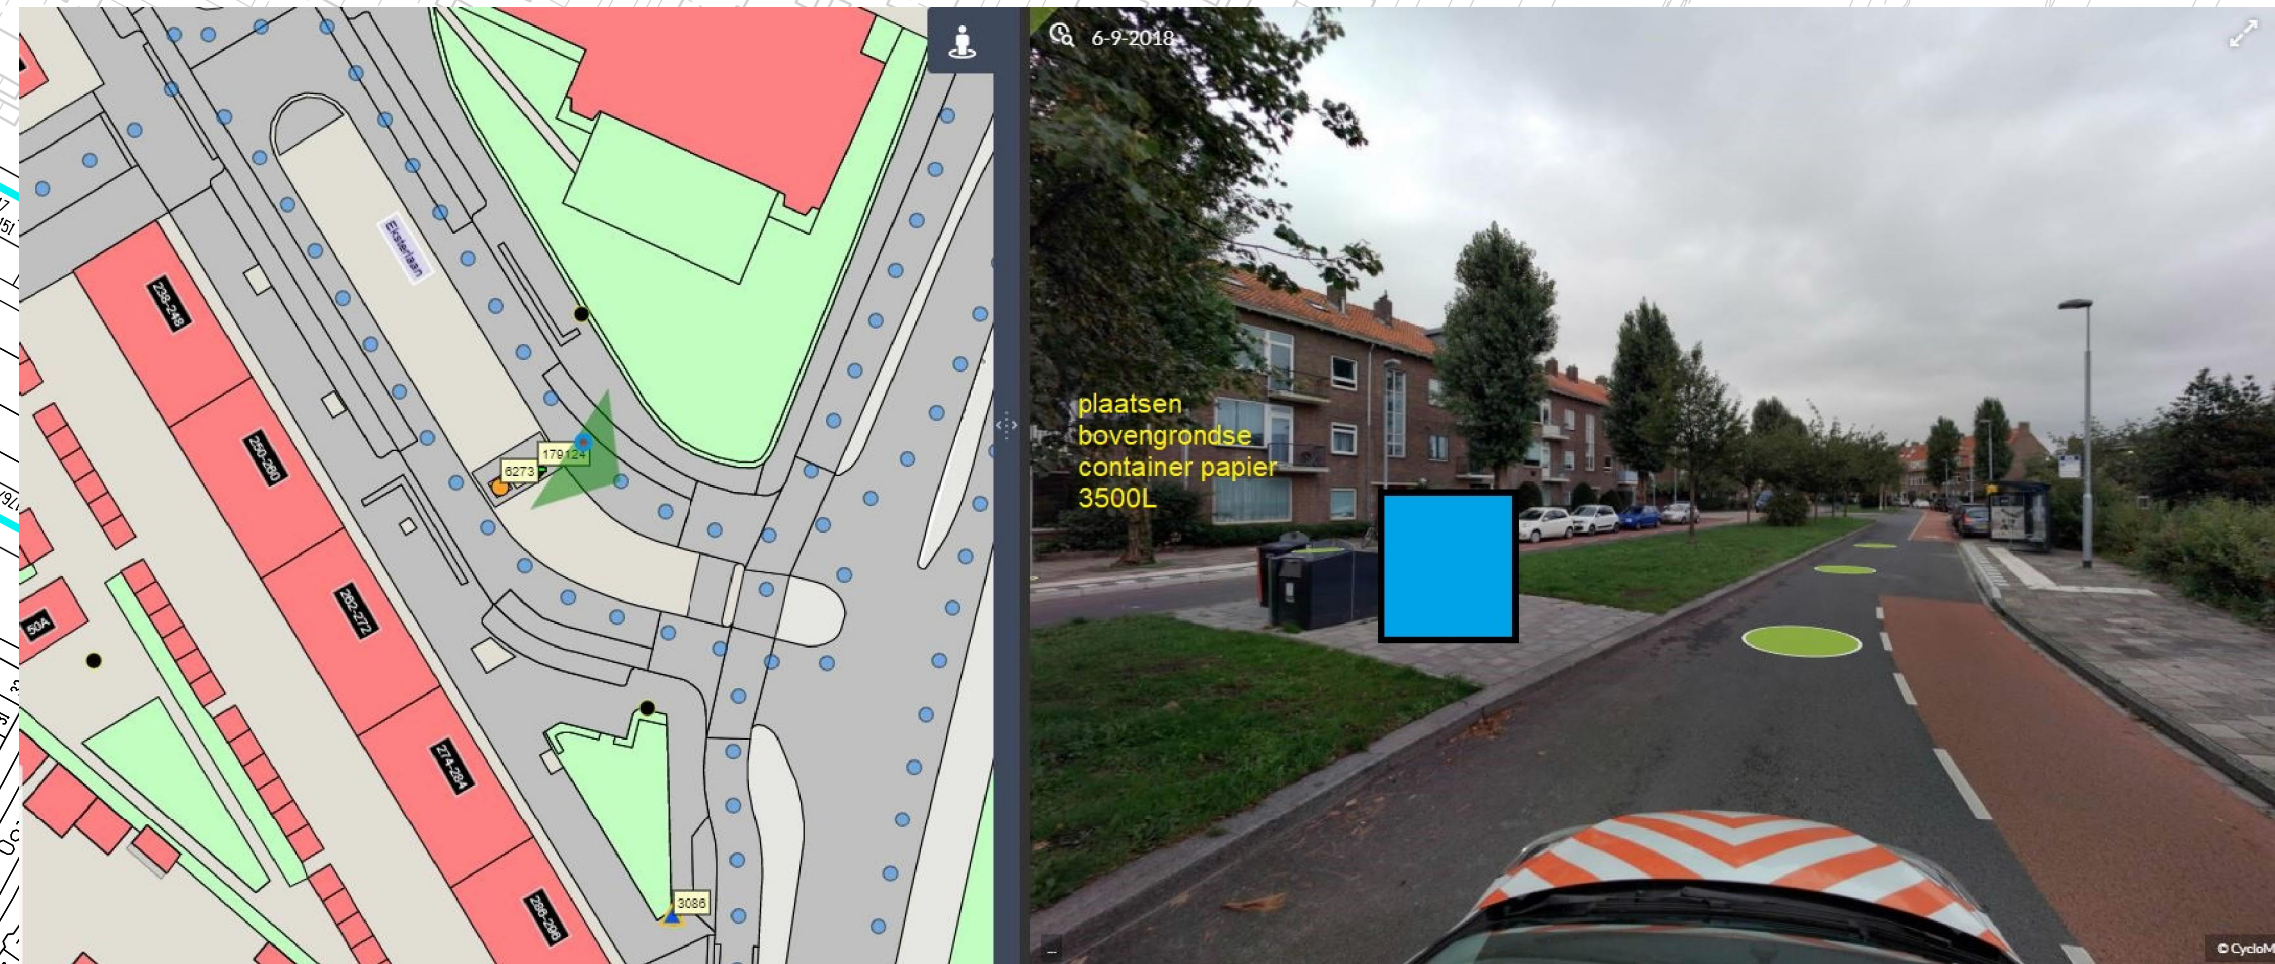 Eksterlaan
238-248
250-260
262-272
274-284
286-296
50A
179124
6273
3086
6-9-2018
plaatsen
bovengrondse
container papier
3500L